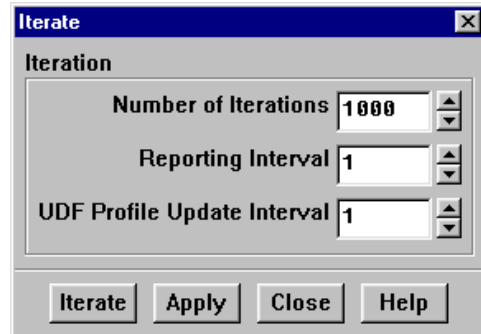 Iterate
Iteration
Number of Iterations 1000
Reporting Interval 1
UDF Profile Update Interval 1
Iterate Apply Close Help